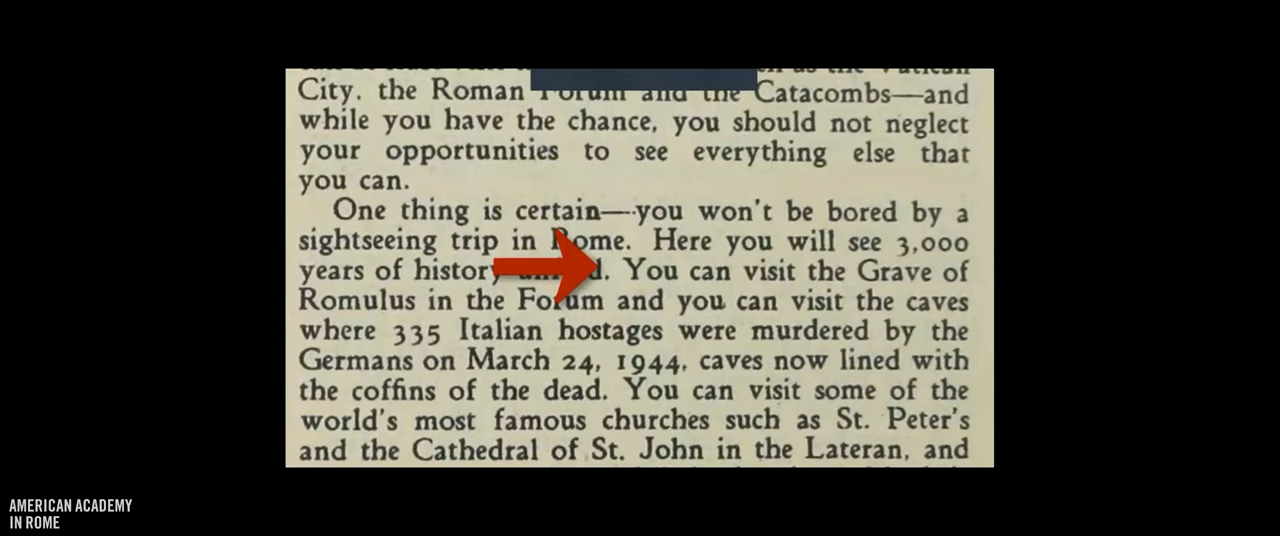 City, the Roman Forum and the Catacombs—and
while you have the chance, you should not neglect
your opportunities to see everything else that
you can.
One thing is certain—you won't be bored by a
sightseeing trip in Rome. Here you will see 3,000
years of history . You can visit the Grave of
Romulus in the Forum and you can visit the caves
where 335 Italian hostages were murdered by the
Germans on March 24, 1944, caves now lined with
the coffins of the dead. You can visit some of the
world's most famous churches such as St. Peter's
and the Cathedral of St. John in the Lateran, and
AMERICAN ACADEMY
IN ROME